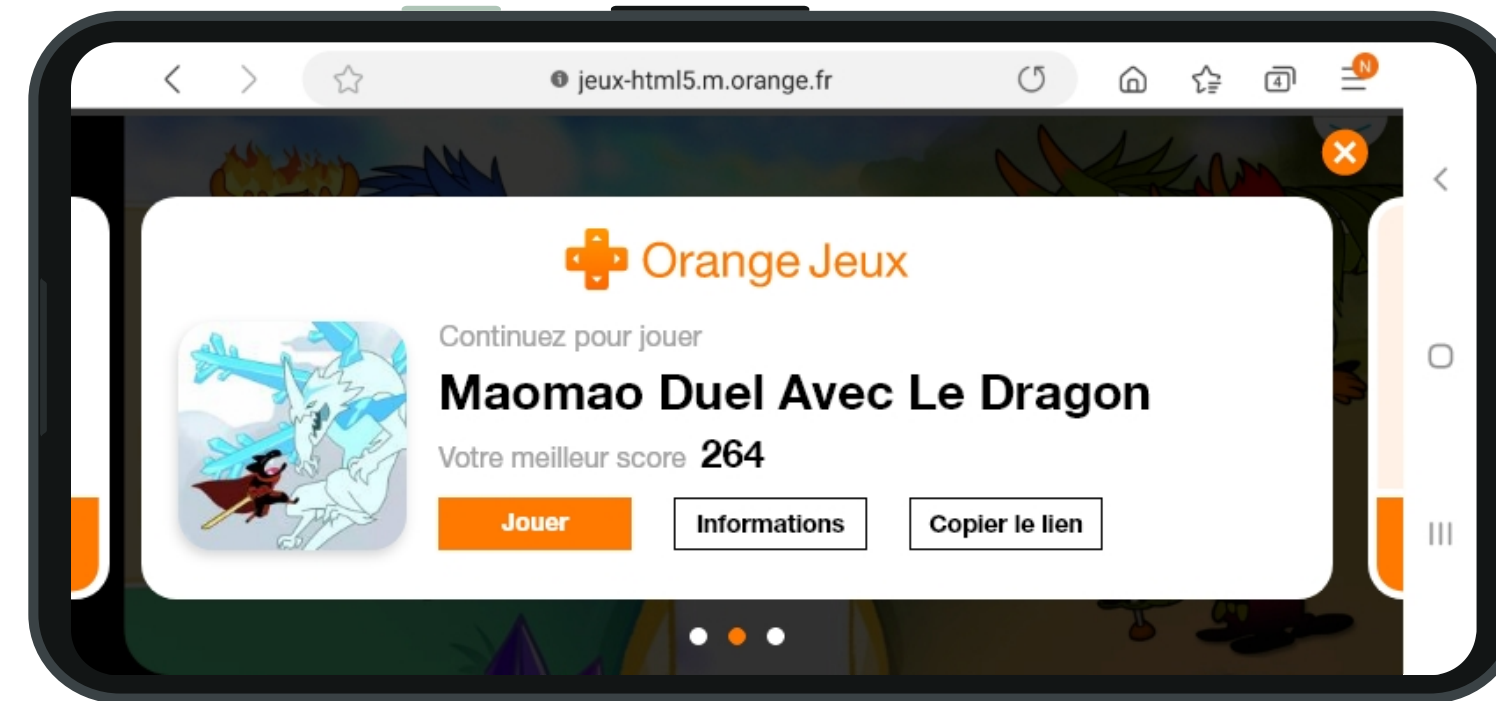 jeux-html5.m.orange.fr
4
N
Orange Jeux
Continuez pour jouer
Maomao Duel Avec Le Dragon
Votre meilleur score 264
Jouer
Informations
Copier le lien